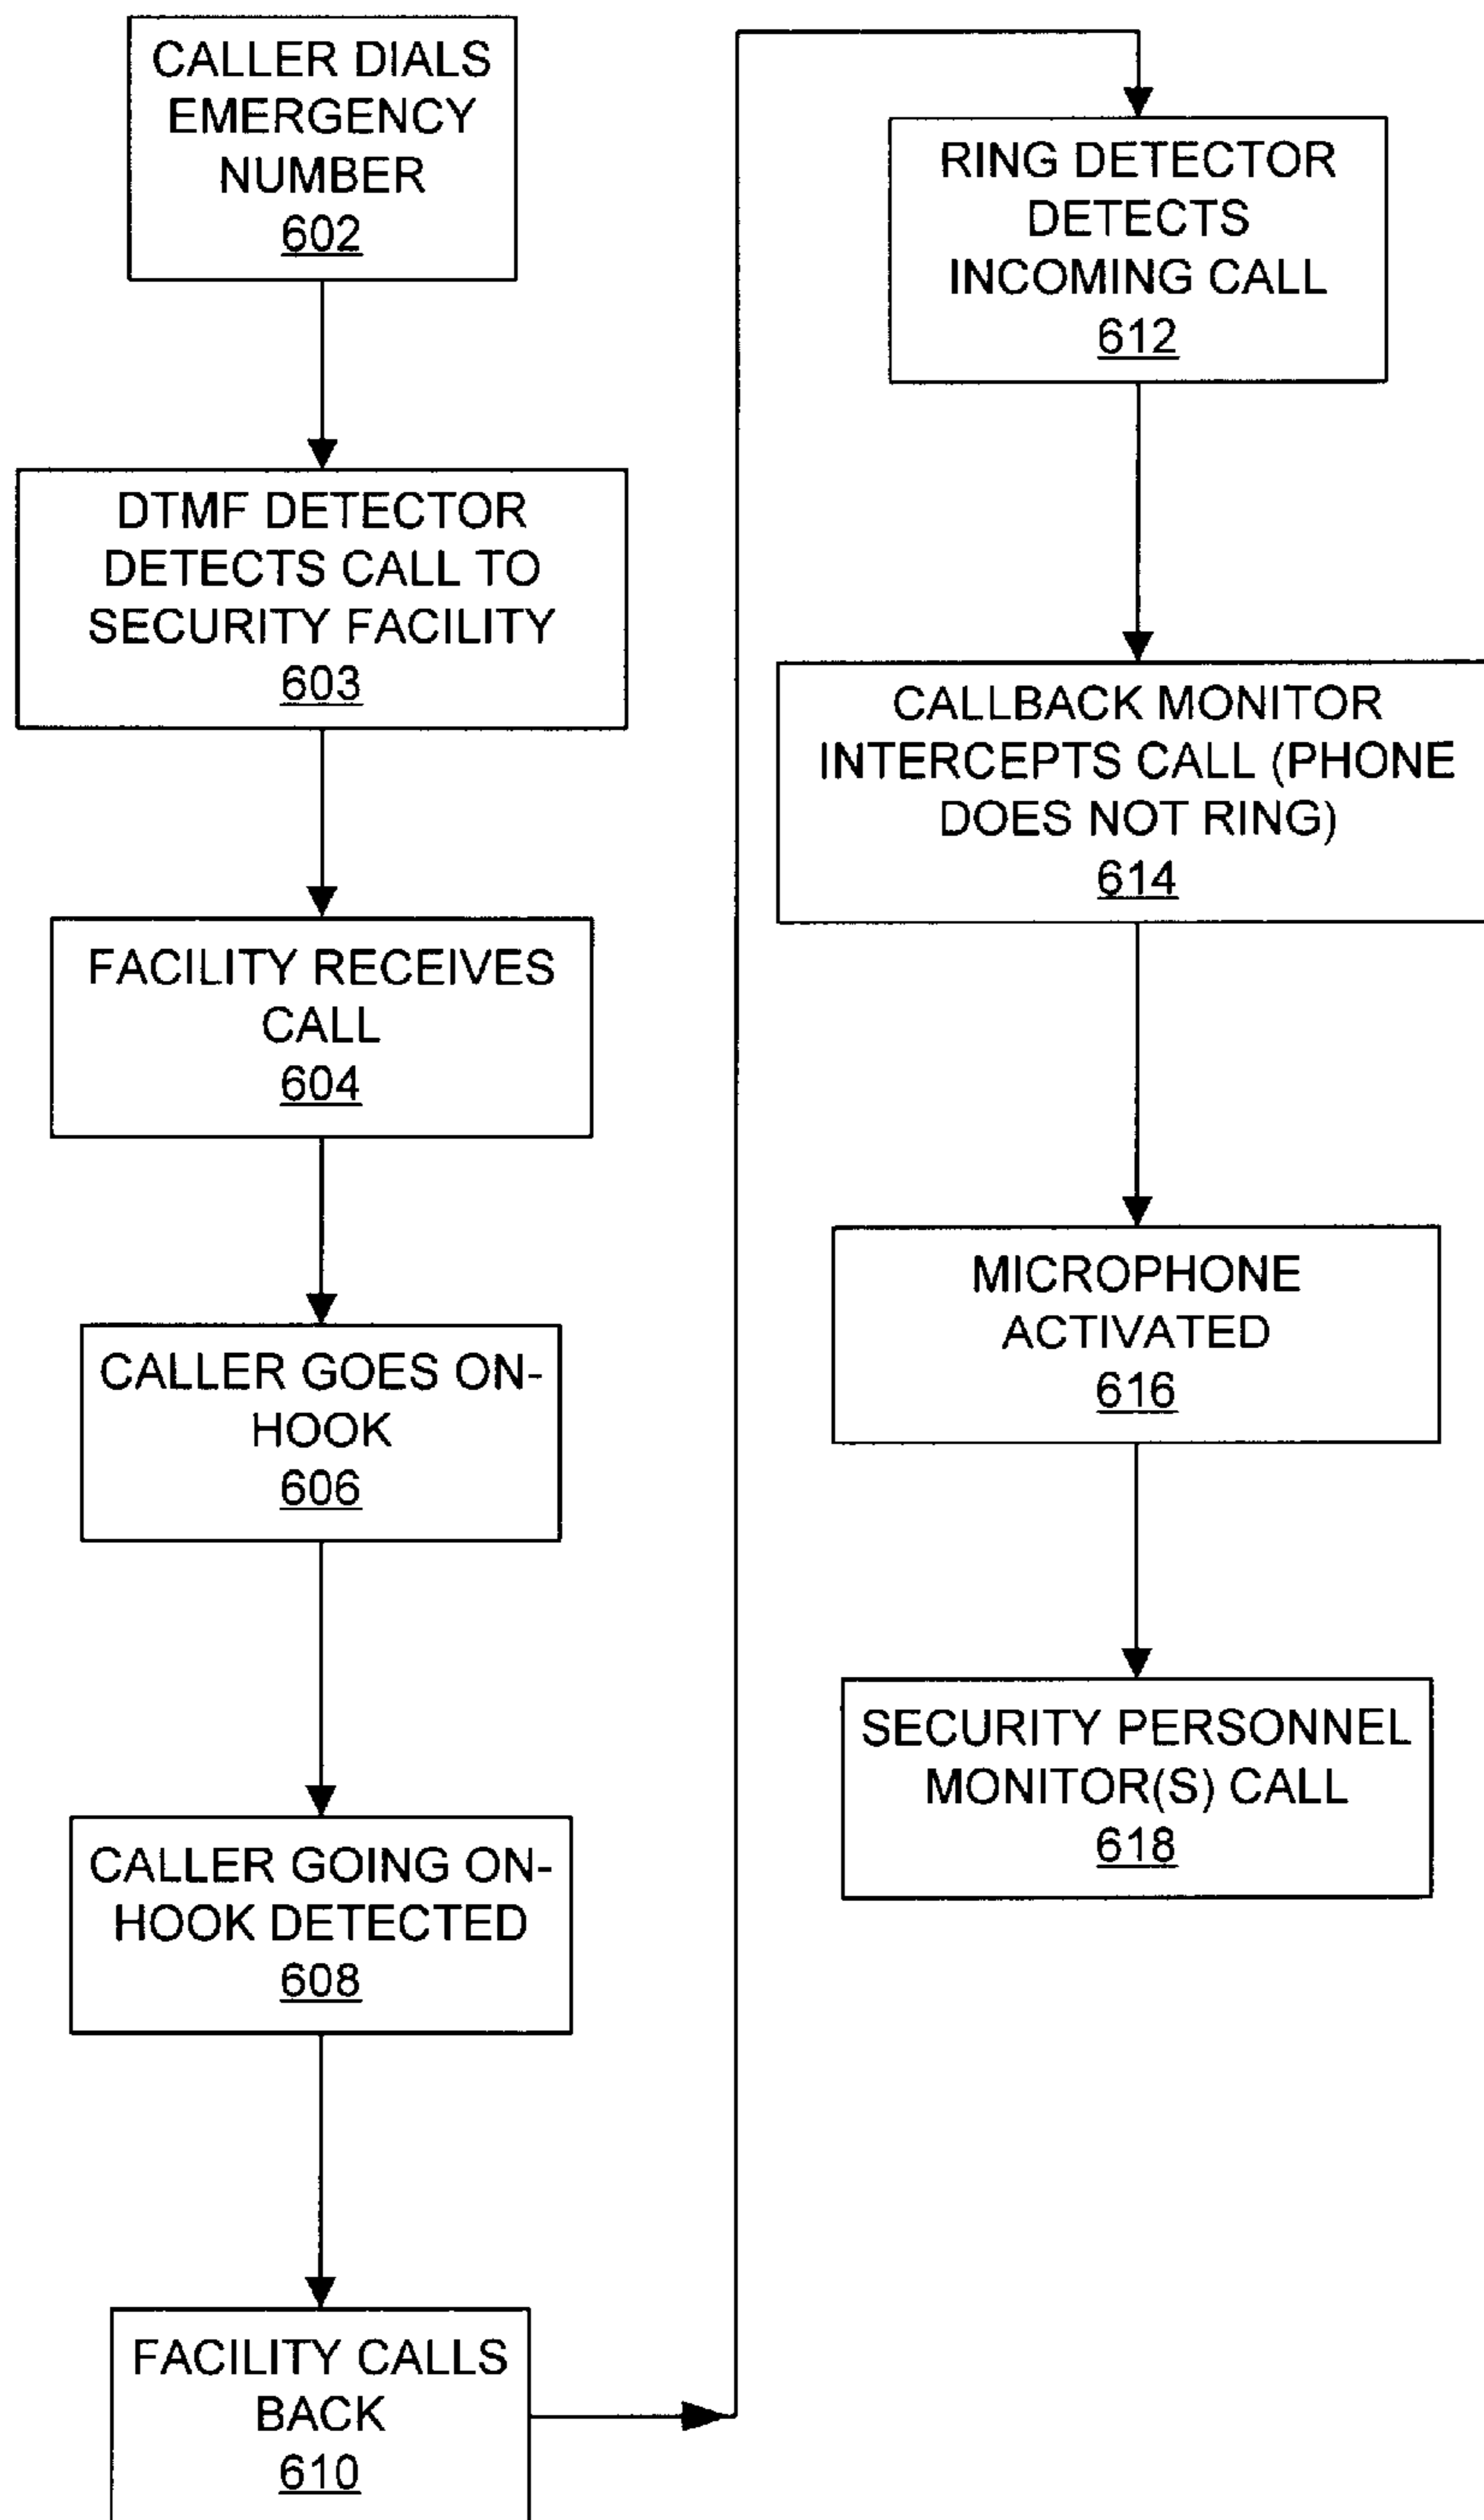 CALLER DIALS
EMERGENCY
NUMBER
602
DTMF DETECTOR
DETECTS CALL TO
SECURITY FACILITY
603
FACILITY RECEIVES
CALL
604
CALLER GOES ON-
HOOK
606
CALLER GOING ON-
HOOK DETECTED
608
FACILITY CALLS
BACK
610
RING DETECTOR
DETECTS
INCOMING CALL
612
CALLBACK MONITOR
INTERCEPTS CALL (PHONE
DOES NOT RING)
614
MICROPHONE
ACTIVATED
616
SECURITY PERSONNEL
MONITOR(S) CALL
618